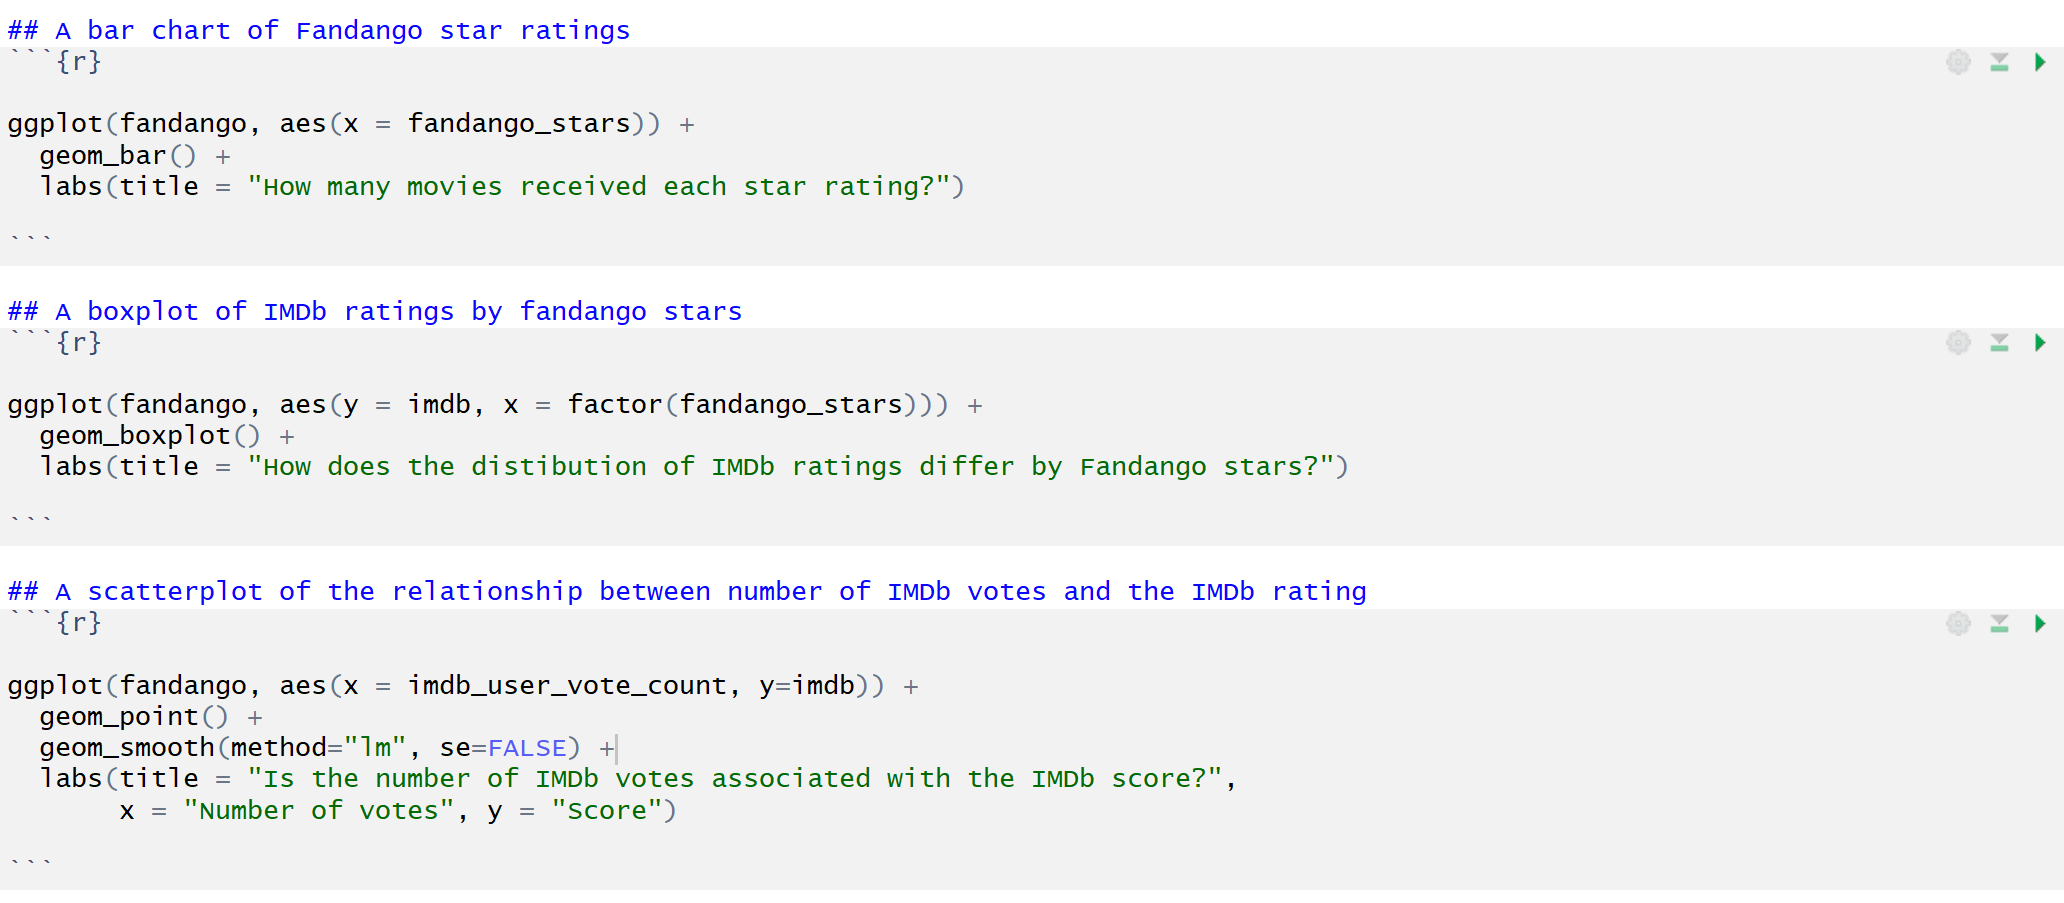 ## A bar chart of Fandango star ratings
```{r}
ggplot(fandango, aes(x = fandango_stars)) +
  geom_bar() +
  labs(title = "How many movies received each star rating?")
```
## A boxplot of IMDb ratings by fandango stars
```{r}
ggplot(fandango, aes(y = imdb, x = factor(fandango_stars))) +
  geom_boxplot() +
  labs(title = "How does the distibution of IMDb ratings differ by Fandango stars?")
```
## A scatterplot of the relationship between number of IMDb votes and the IMDb rating
```{r}
ggplot(fandango, aes(x = imdb_user_vote_count, y=imdb)) +
  geom_point() +
  geom_smooth(method="lm", se=FALSE) +
  labs(title = "Is the number of IMDb votes associated with the IMDb score?",
       x = "Number of votes", y = "Score")
```